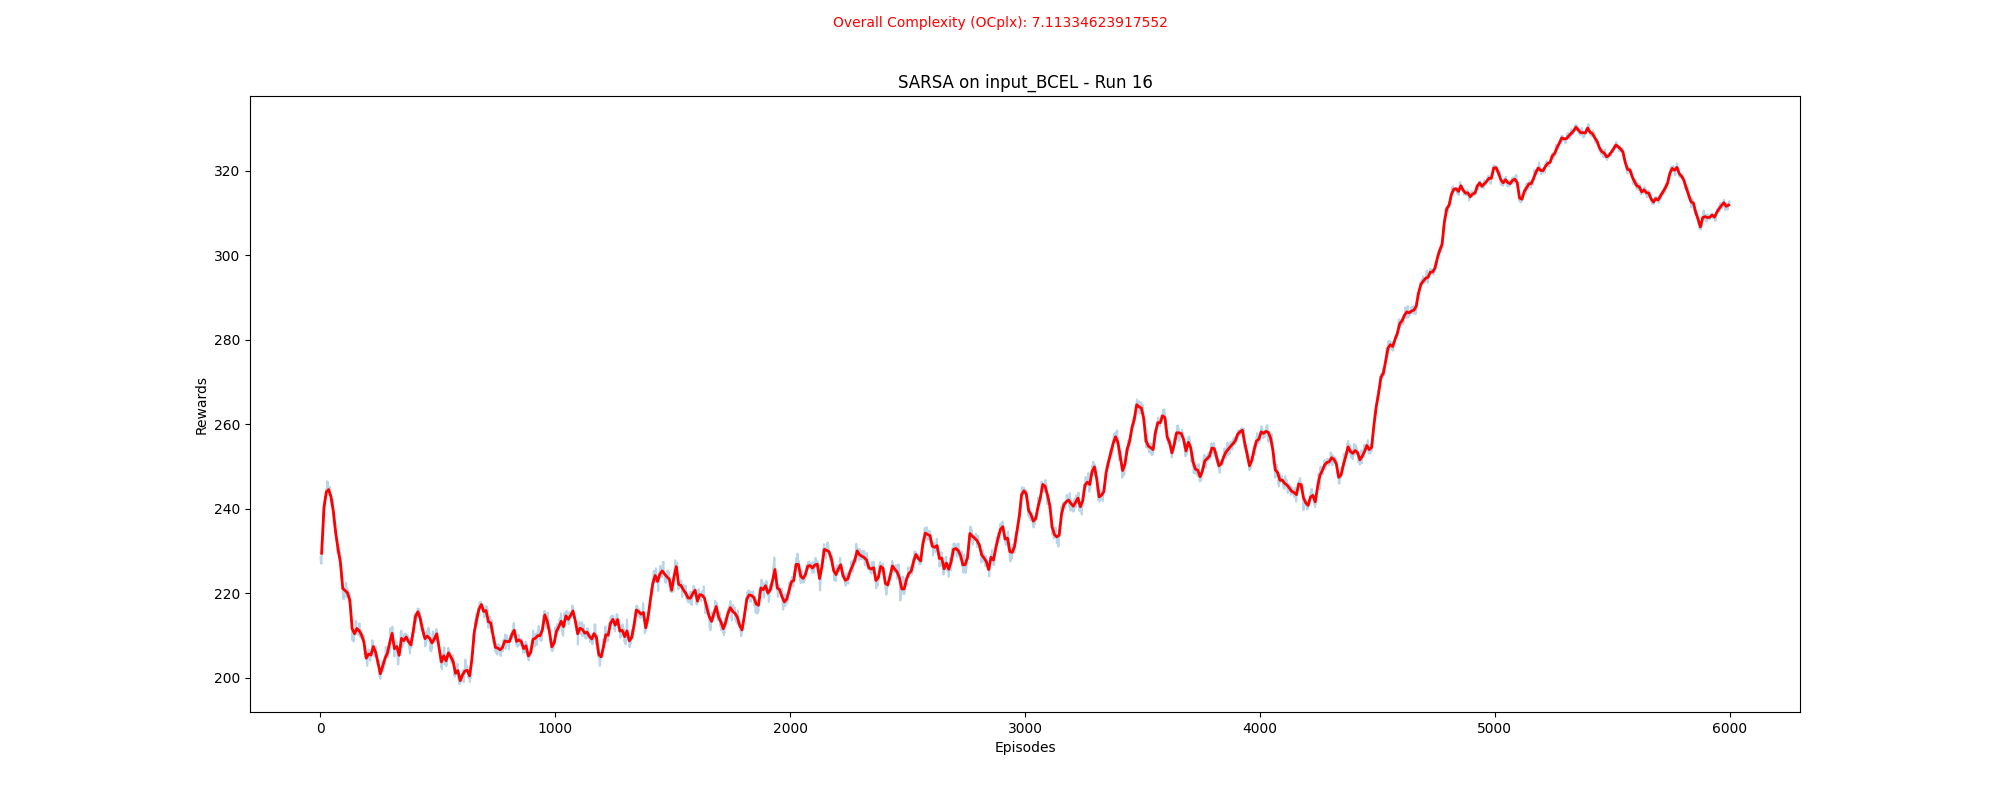 Overall Complexity (OCplx): 7.11334623917552
SARSA on input_BCEL - Run 16
320
300
280
260
240
220
200
Rewards
0 1000 2000 3000 4000 5000 6000
Episodes